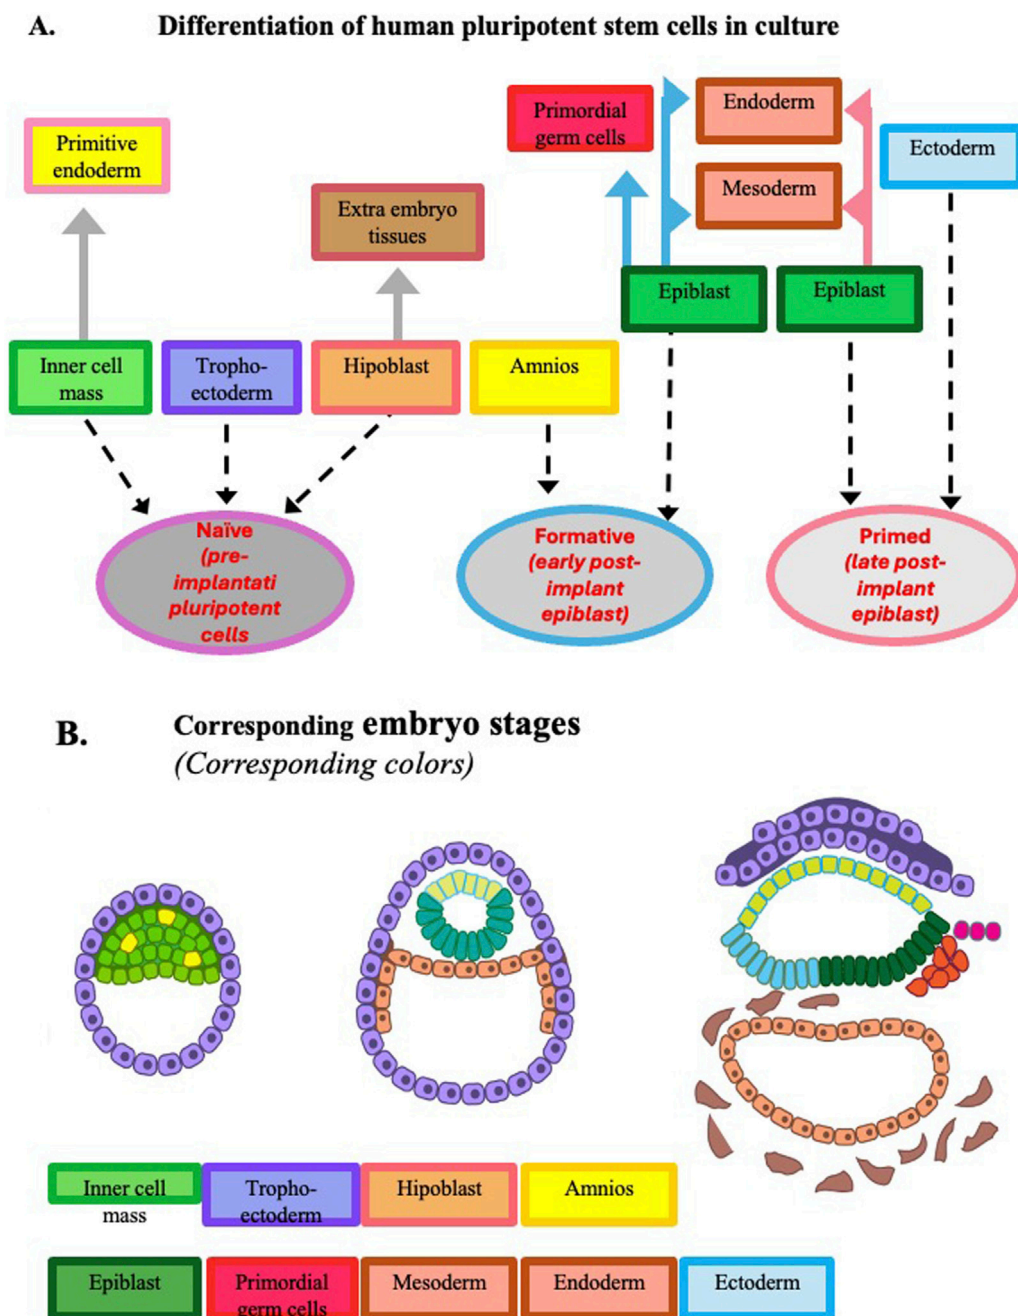 A. Differentiation of human pluripotent stem cells in culture
Primitive
endoderm
Extra embryo
tissues
Primordial
germ cells
Endoderm
Mesoderm
Ectoderm
Epiblast
Epiblast
Inner cell
mass
Tropho-
ectoderm
Hipoblast
Amnios
Naïve
(pre-
implantati
pluripotent
cells
Formative
(early post-
implant
epiblast)
Primed
(late post-
implant
epiblast)
B. Corresponding embryo stages
(Corresponding colors)
Inner cell
mass
Tropho-
ectoderm
Hipoblast
Amnios
Epiblast
Primordial
germ cells
Mesoderm
Endoderm
Ectoderm